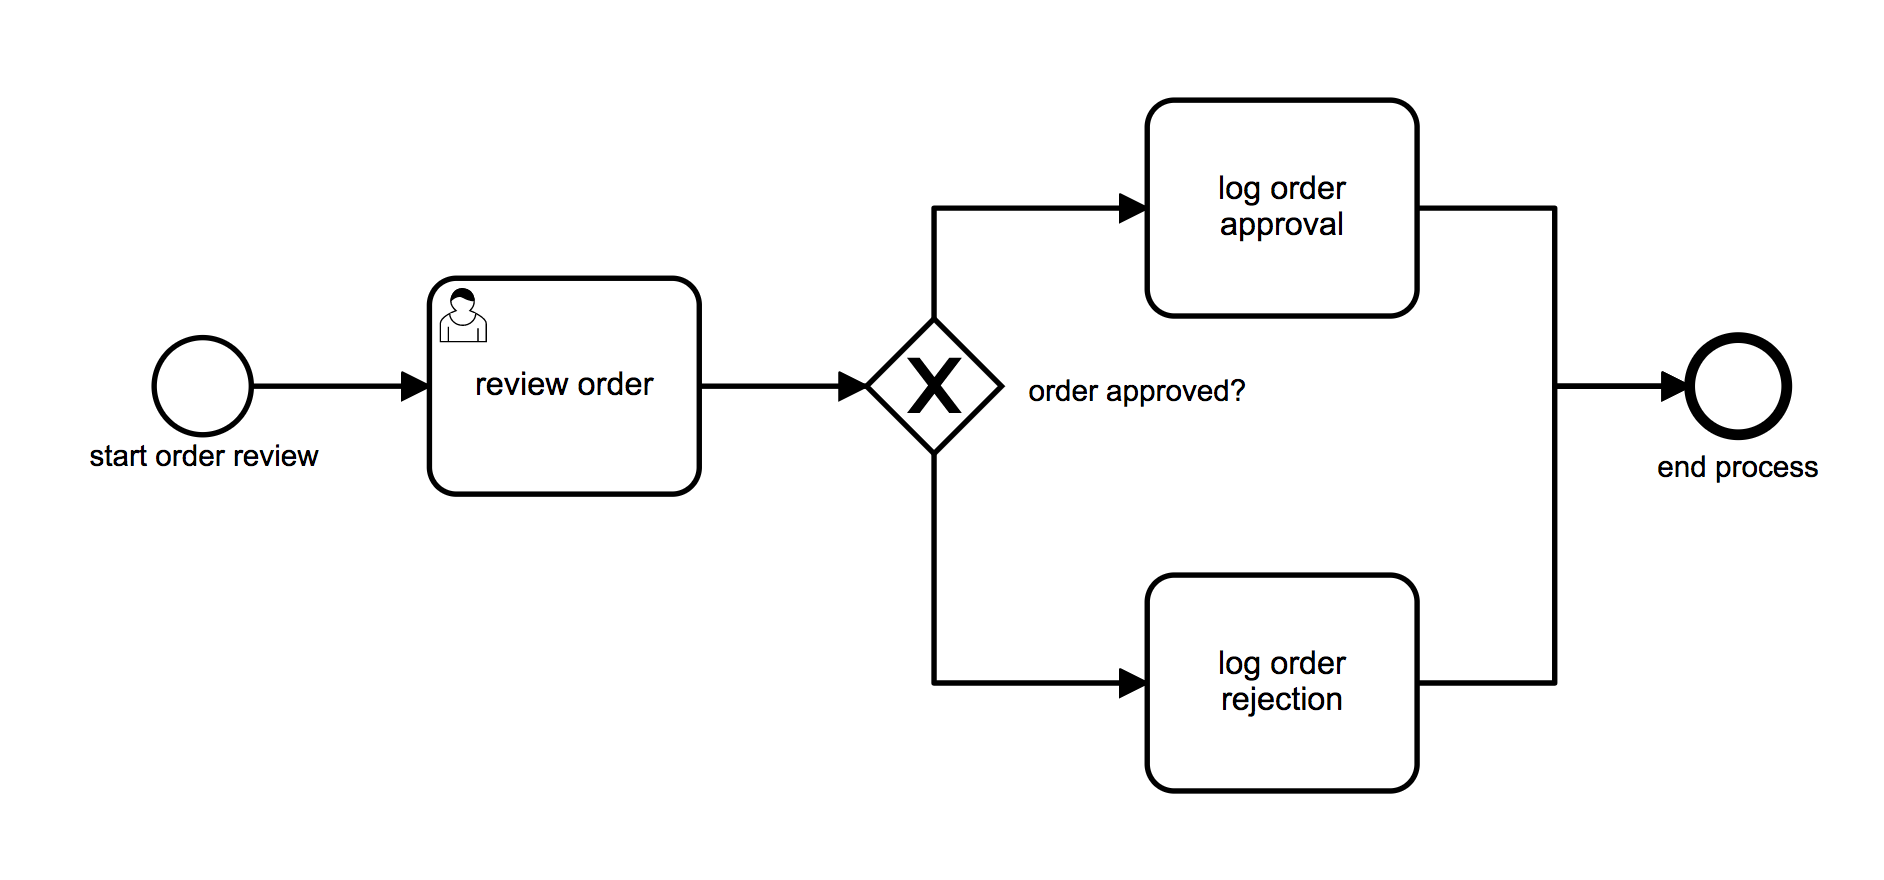 start order review
review order
order approved?
log order
approval
log order
rejection
end process